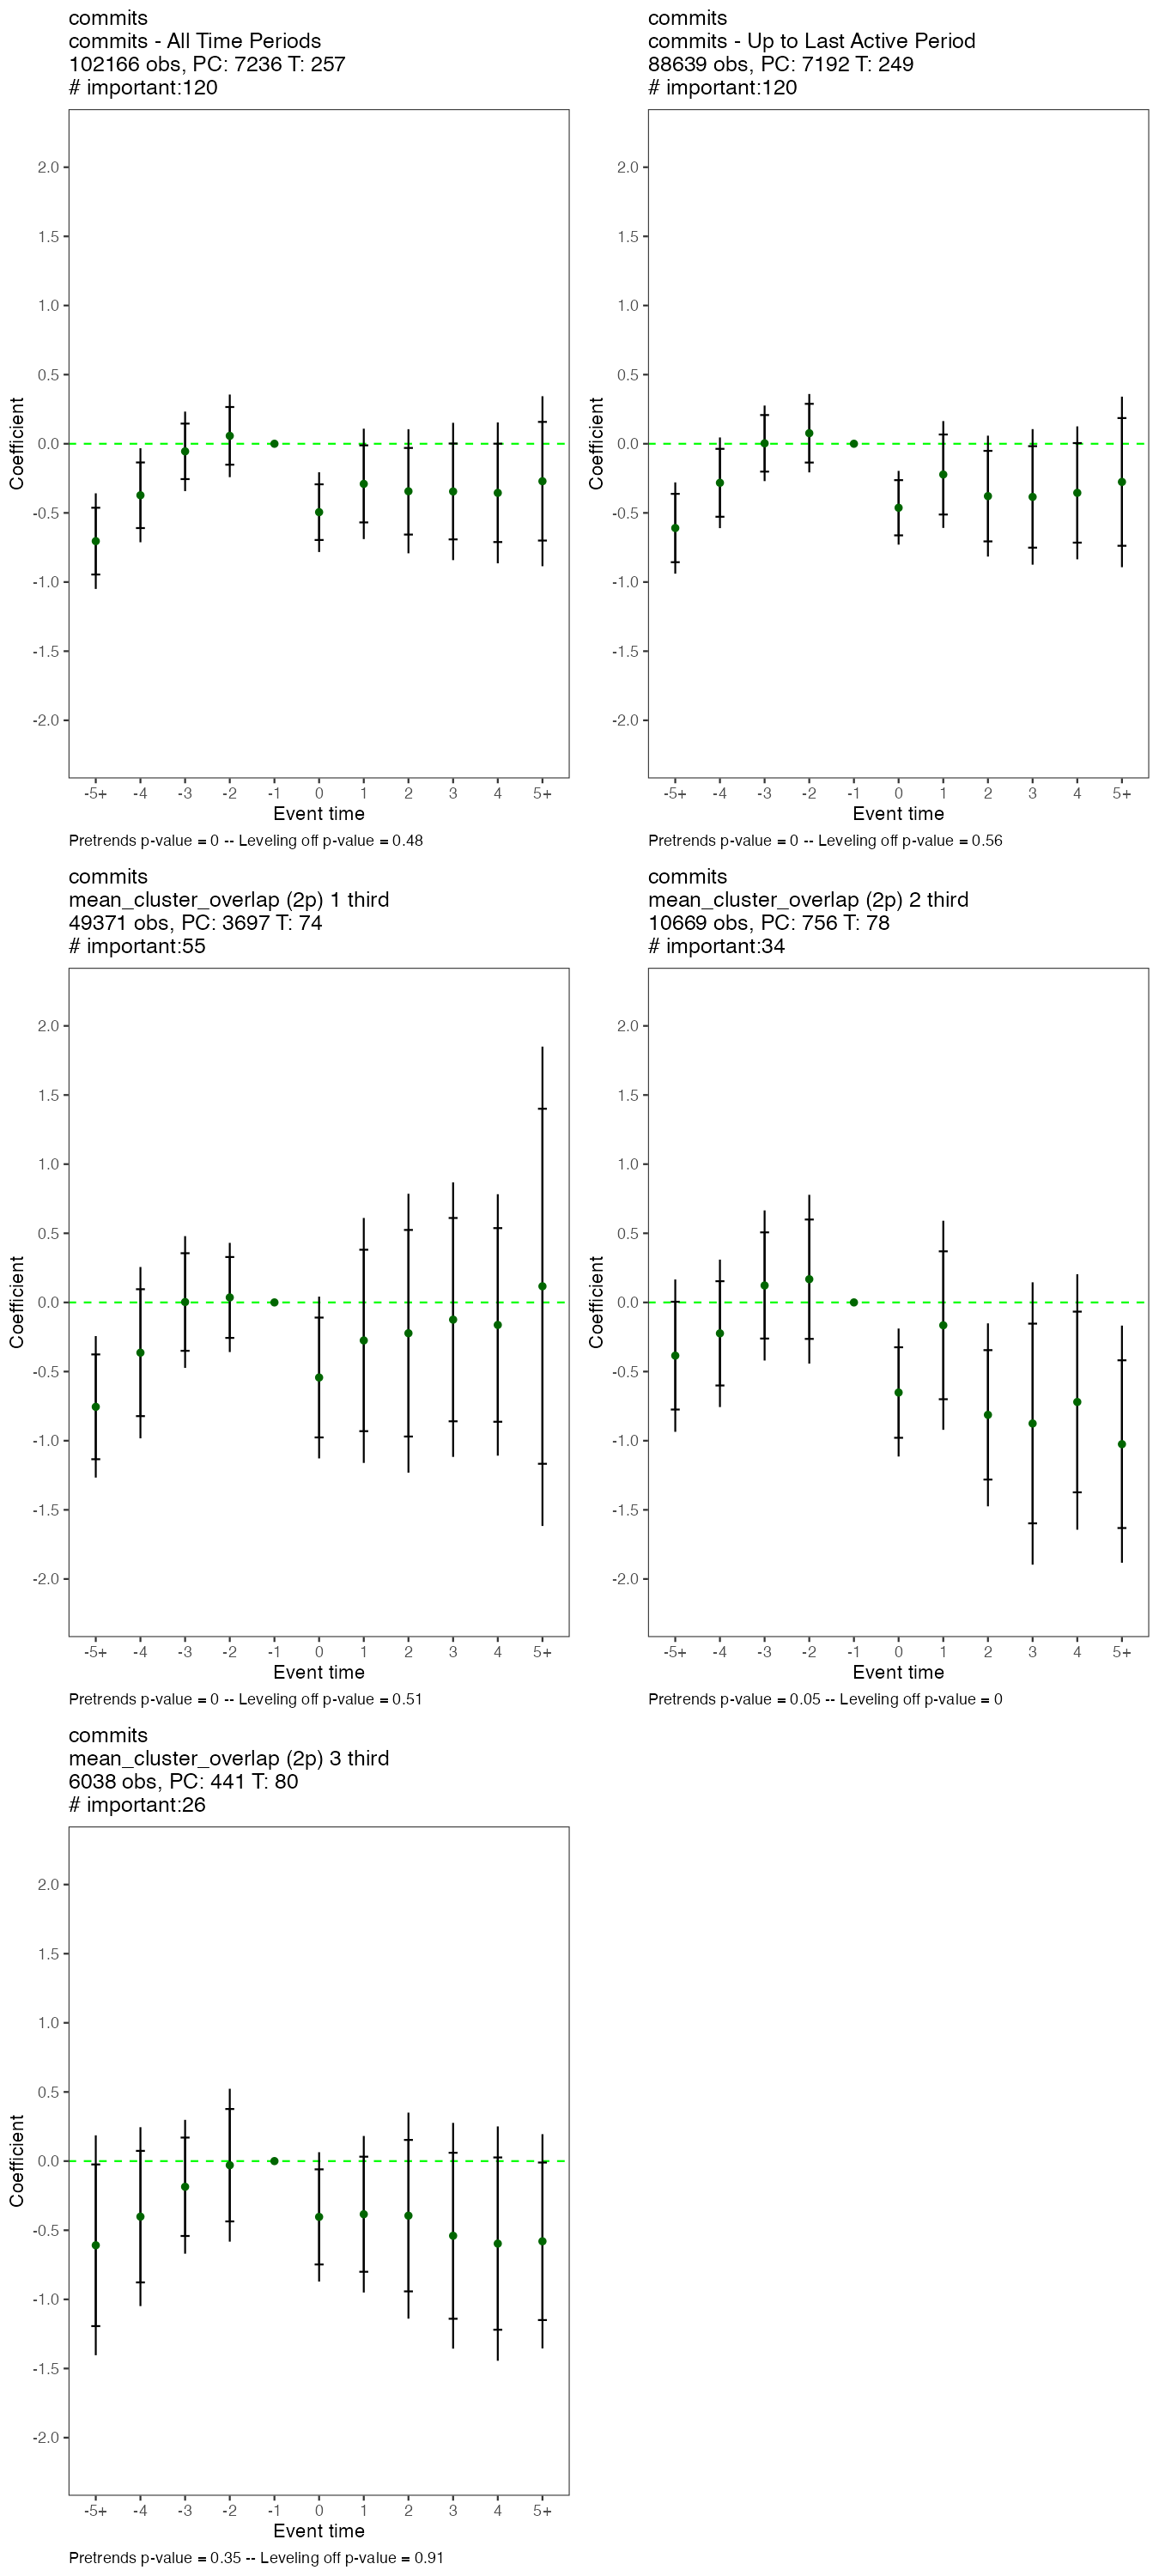 commits
commits - All Time Periods
102166 obs, PC: 7236 T: 257
# important:120
2.0
1.5
1.0
0.5
0.0
-0.5
-1.0
-1.5
-2.0
Coefficient
-5+ -4 -3 -2 -1 0 1 2 3 4 5+
Event time
Pretrends p-value = 0 -- Leveling off p-value = 0.48
commits
commits - Up to Last Active Period
88639 obs, PC: 7192 T: 249
# important:120
2.0
1.5
1.0
0.5
0.0
-0.5
-1.0
-1.5
-2.0
Coefficient
-5+ -4 -3 -2 -1 0 1 2 3 4 5+
Event time
Pretrends p-value = 0 -- Leveling off p-value = 0.56
commits
mean_cluster_overlap (2p) 1 third
49371 obs, PC: 3697 T: 74
# important:55
2.0
1.5
1.0
0.5
0.0
-0.5
-1.0
-1.5
-2.0
Coefficient
-5+ -4 -3 -2 -1 0 1 2 3 4 5+
Event time
Pretrends p-value = 0 -- Leveling off p-value = 0.51
commits
mean_cluster_overlap (2p) 2 third
10669 obs, PC: 756 T: 78
# important:34
2.0
1.5
1.0
0.5
0.0
-0.5
-1.0
-1.5
-2.0
Coefficient
-5+ -4 -3 -2 -1 0 1 2 3 4 5+
Event time
Pretrends p-value = 0.05 -- Leveling off p-value = 0
commits
mean_cluster_overlap (2p) 3 third
6038 obs, PC: 441 T: 80
# important:26
2.0
1.5
1.0
0.5
0.0
-0.5
-1.0
-1.5
-2.0
Coefficient
-5+ -4 -3 -2 -1 0 1 2 3 4 5+
Event time
Pretrends p-value = 0.35 -- Leveling off p-value = 0.91